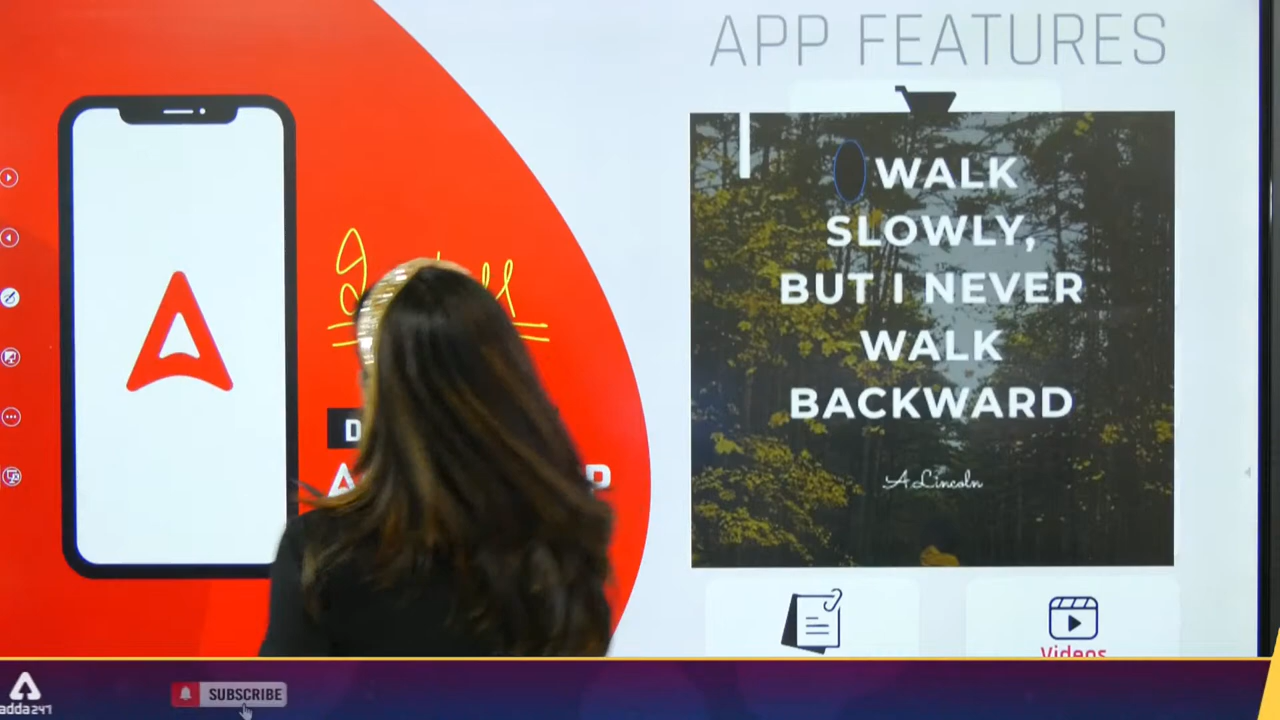 APP FEATURES
WALK
SLOWLY,
BUT I NEVER
WALK
BACKWARD
A.Lincoln
Videos
adda247
SUBSCRIBE